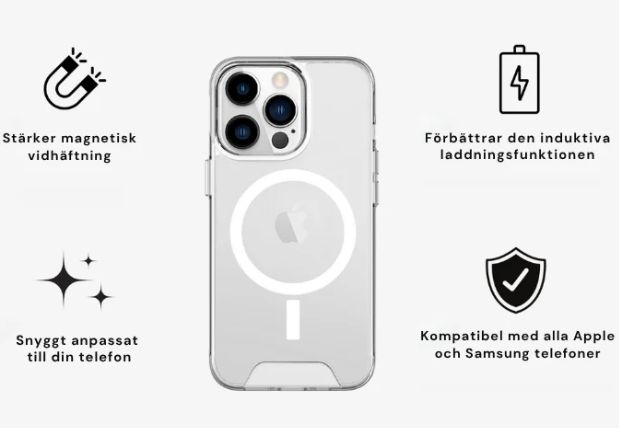 Stärker magnetisk
vidhäftning
Förbättrar den induktiva
laddningsfunktionen
Snyggt anpassat
till din telefon
Kompatibel med alla Apple
och Samsung telefoner